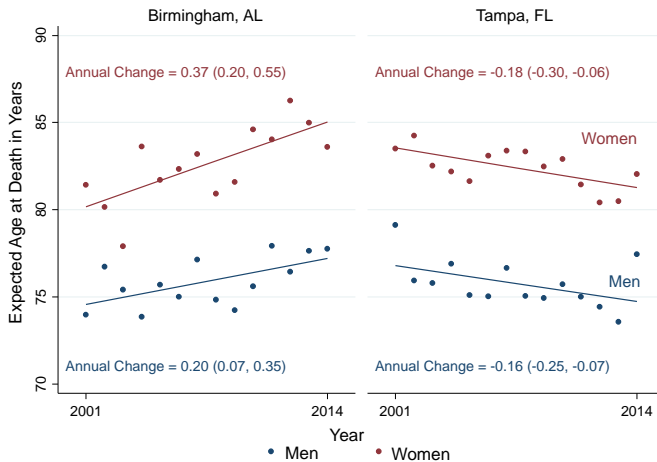 Birmingham, AL
Tampa, FL
Expected Age at Death in Years
90
85
80
75
70
Annual Change = 0.37 (0.20, 0.55)
Annual Change = -0.18 (-0.30, -0.06)
Women
Men
Annual Change = 0.20 (0.07, 0.35)
Annual Change = -0.16 (-0.25, -0.07)
2001 2014
2001 2014
Year
Men Women